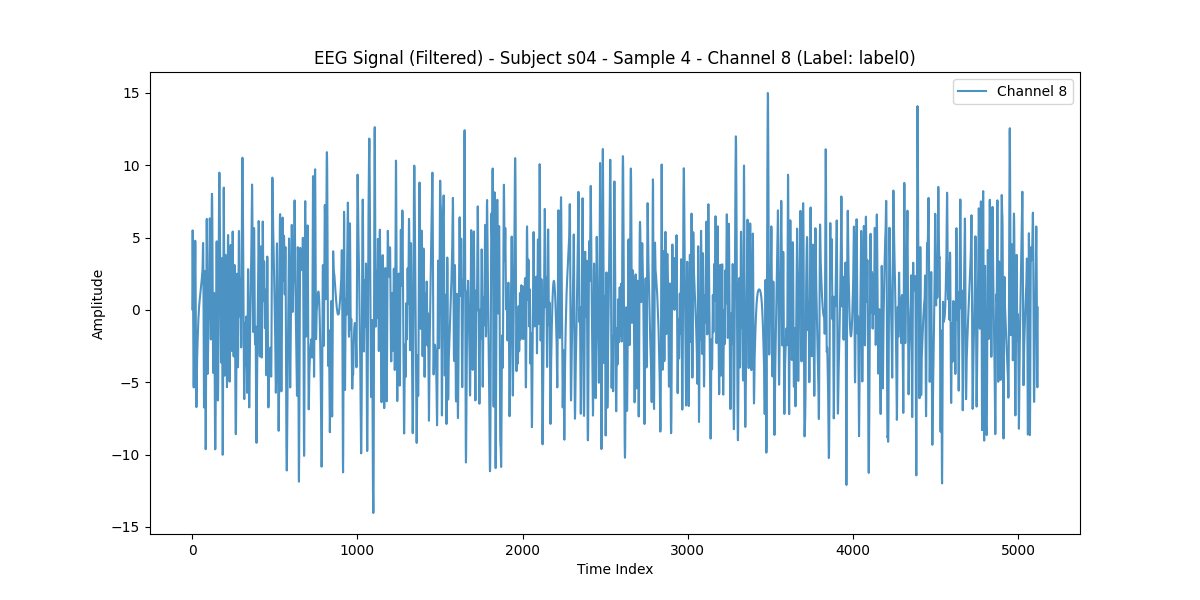 EEG Signal (Filtered) - Subject s04 - Sample 4 - Channel 8 (Label: label0)
Channel 8
15
10
5
0
−5
−10
−15
Amplitude
0 1000 2000 3000 4000 5000
Time Index